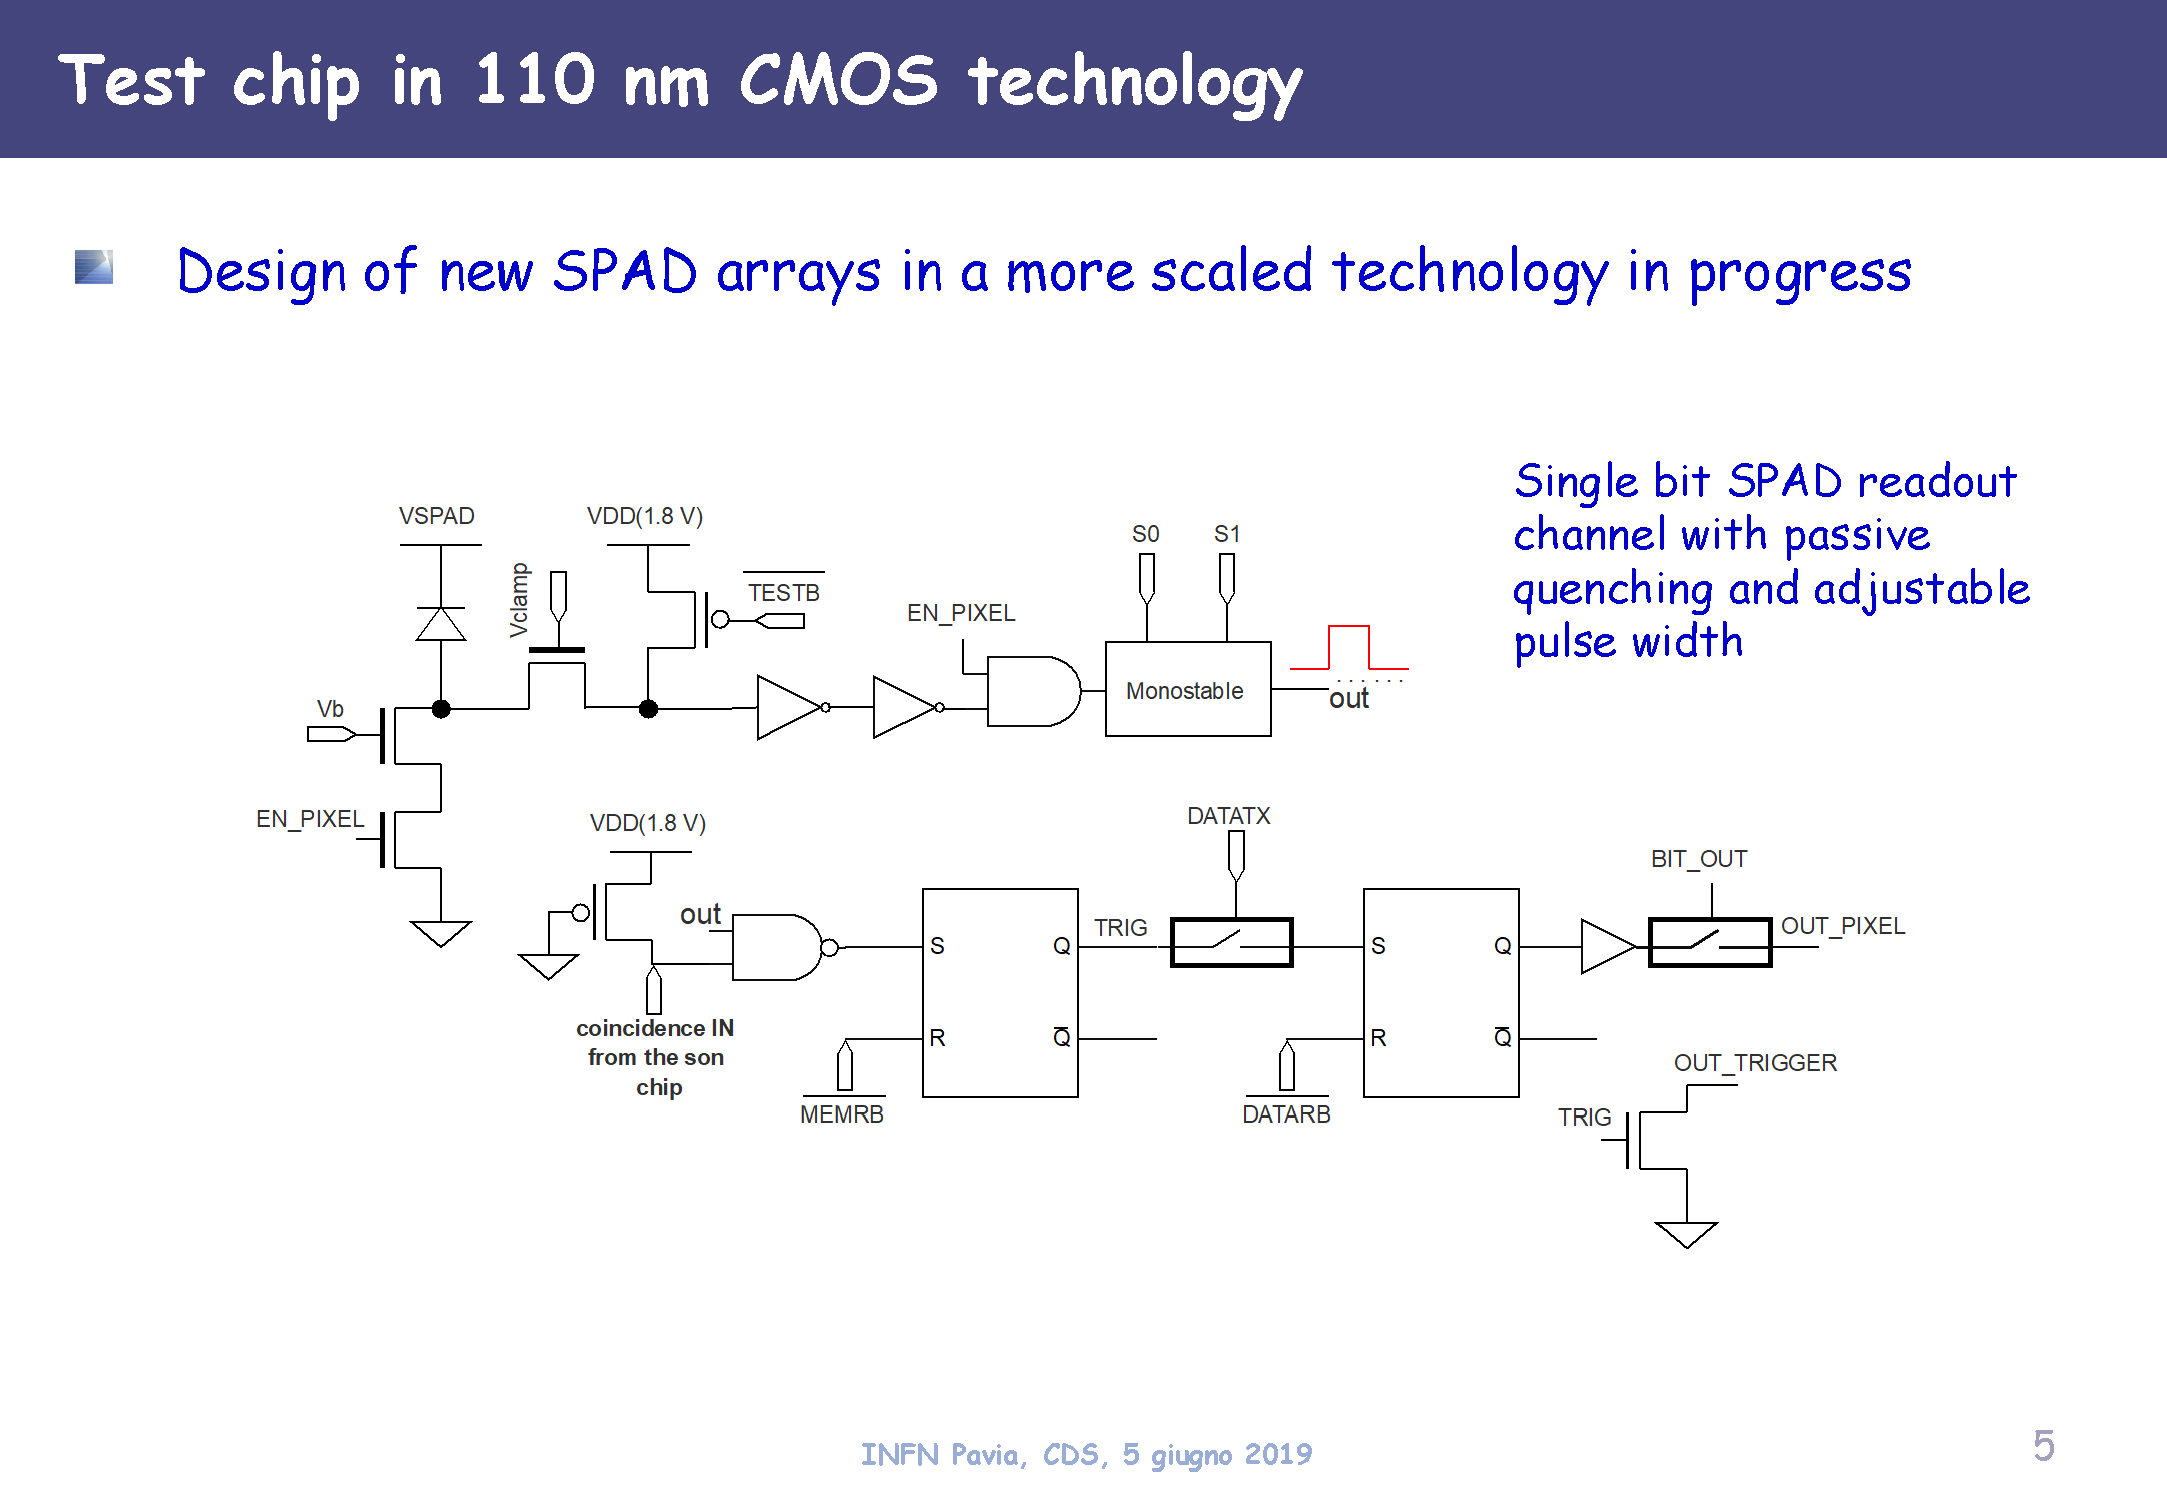 Test chip in 110 nm CMOS technology
Design of new SPAD arrays in a more scaled technology in progress
Single bit SPAD readout
channel with passive
quenching and adjustable
pulse width
VSPAD
VDD(1.8 V)
Vclamp
TESTB
EN_PIXEL
S0
S1
Monostable
out
Vb
EN_PIXEL
VDD(1.8 V)
out
coincidence IN
from the son
chip
MEMRB
S
Q
R
Q̅
TRIG
DATATX
S
Q
R
Q̅
DATARB
BIT_OUT
OUT_PIXEL
OUT_TRIGGER
TRIG
INFN Pavia, CDS, 5 giugno 2019
5